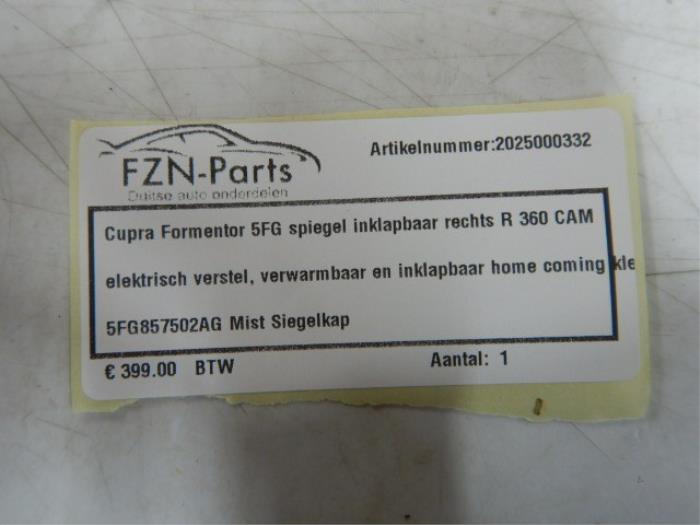 Artikelnummer:2025000332
FZN-Parts
Duitse auto onderdelen
Cupra Formentor 5FG spiegel inklapbaar rechts R 360 CAM
elektrisch verstel, verwarmbaar en inklapbaar home coming kle
5FG857502AG Mist Siegelkap
€ 399.00 BTW Aantal: 1